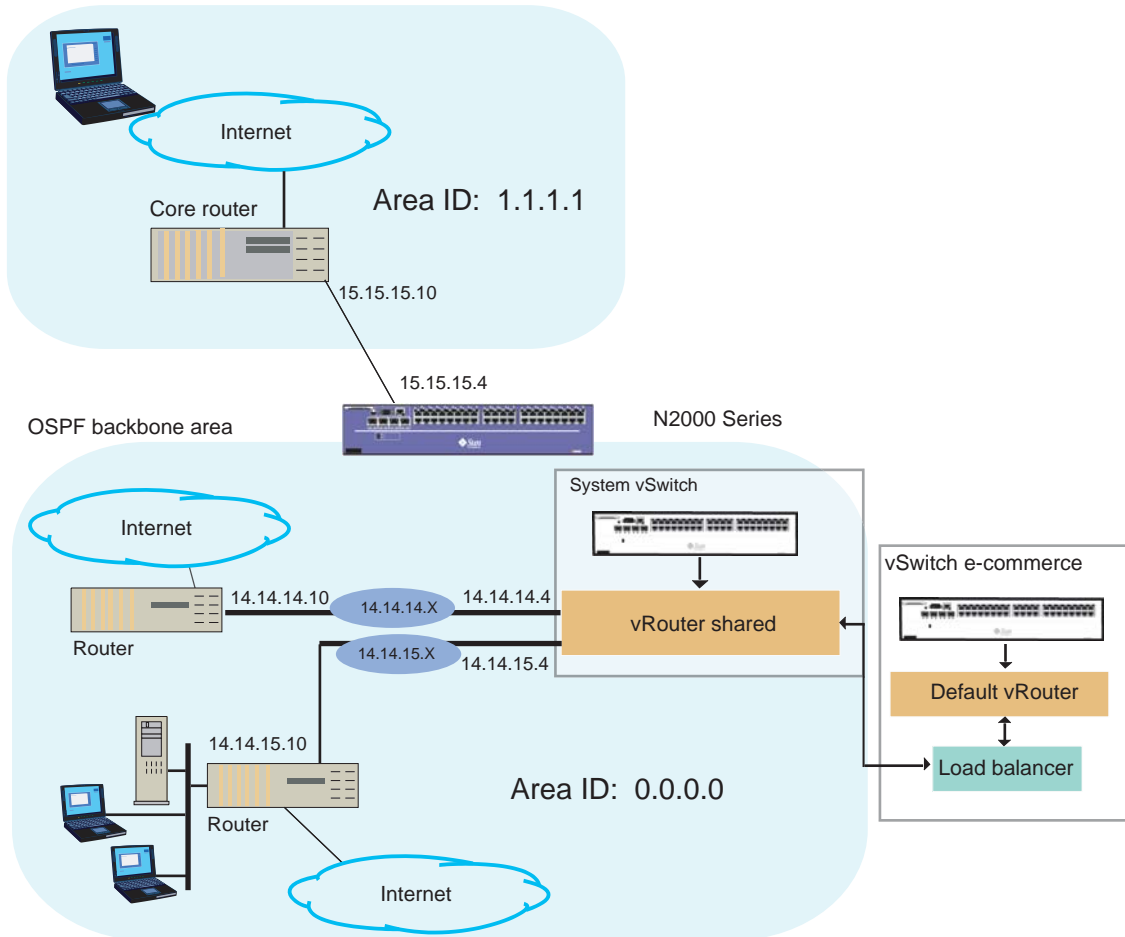 Internet
Area ID: 1.1.1.1
Core router
15.15.15.10
15.15.15.4
OSPF backbone area
N2000 Series
Sun
System vSwitch
Internet
vSwitch e-commerce
14.14.14.10
14.14.14.X
14.14.14.4
vRouter shared
Router
14.14.15.X
14.14.15.4
Default vRouter
14.14.15.10
Load balancer
Area ID: 0.0.0.0
Router
Internet